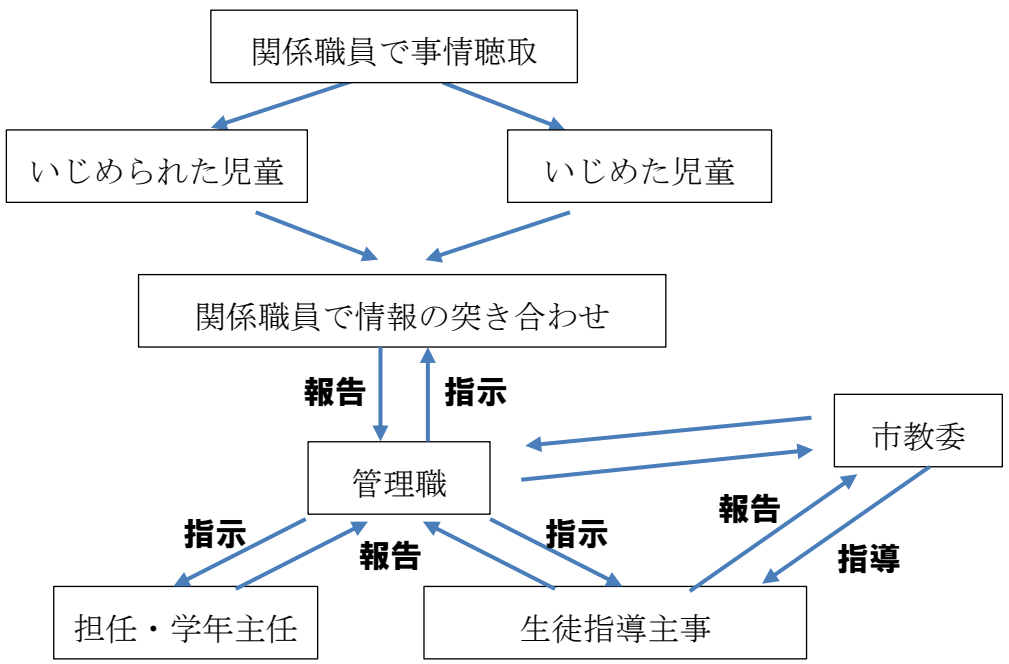 関係職員で事情聴取
いじめられた児童
いじめた児童
関係職員で情報の突き合わせ
報告
指示
市教委
管理職
指示
報告
指示
報告
指導
担任・学年主任
生徒指導主事